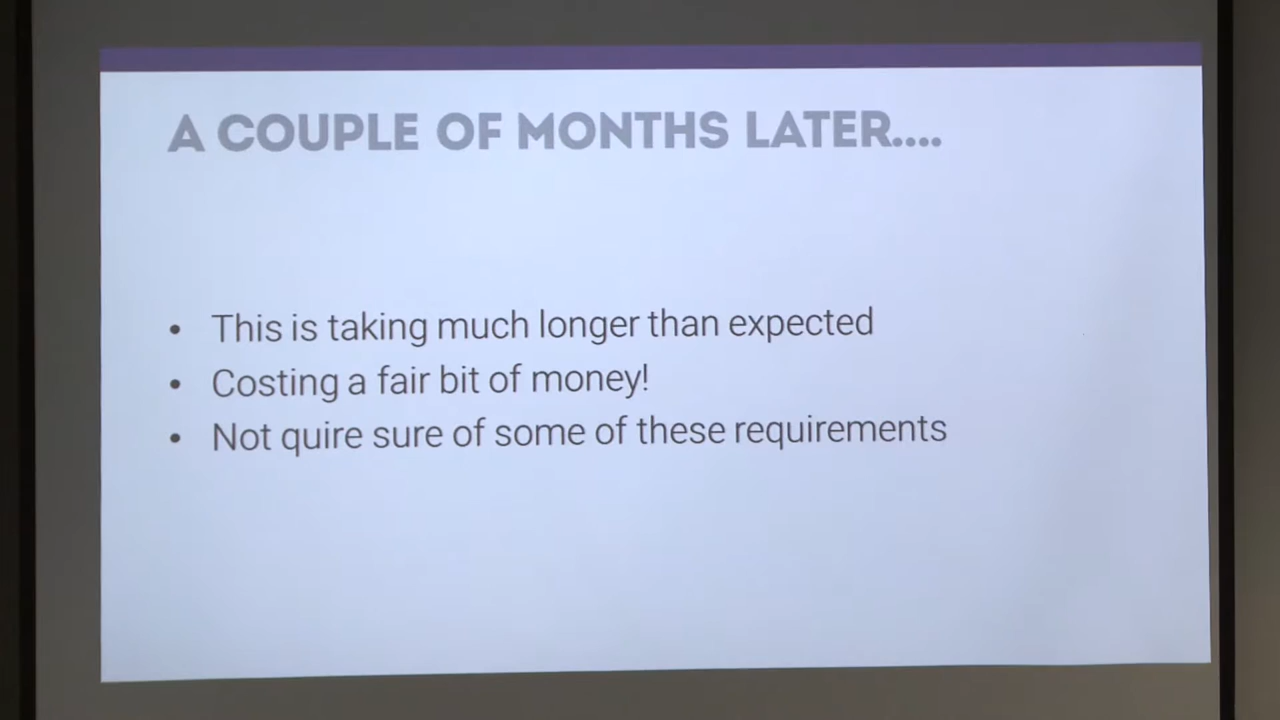 A COUPLE OF MONTHS LATER....
• This is taking much longer than expected
• Costing a fair bit of money!
• Not quire sure of some of these requirements